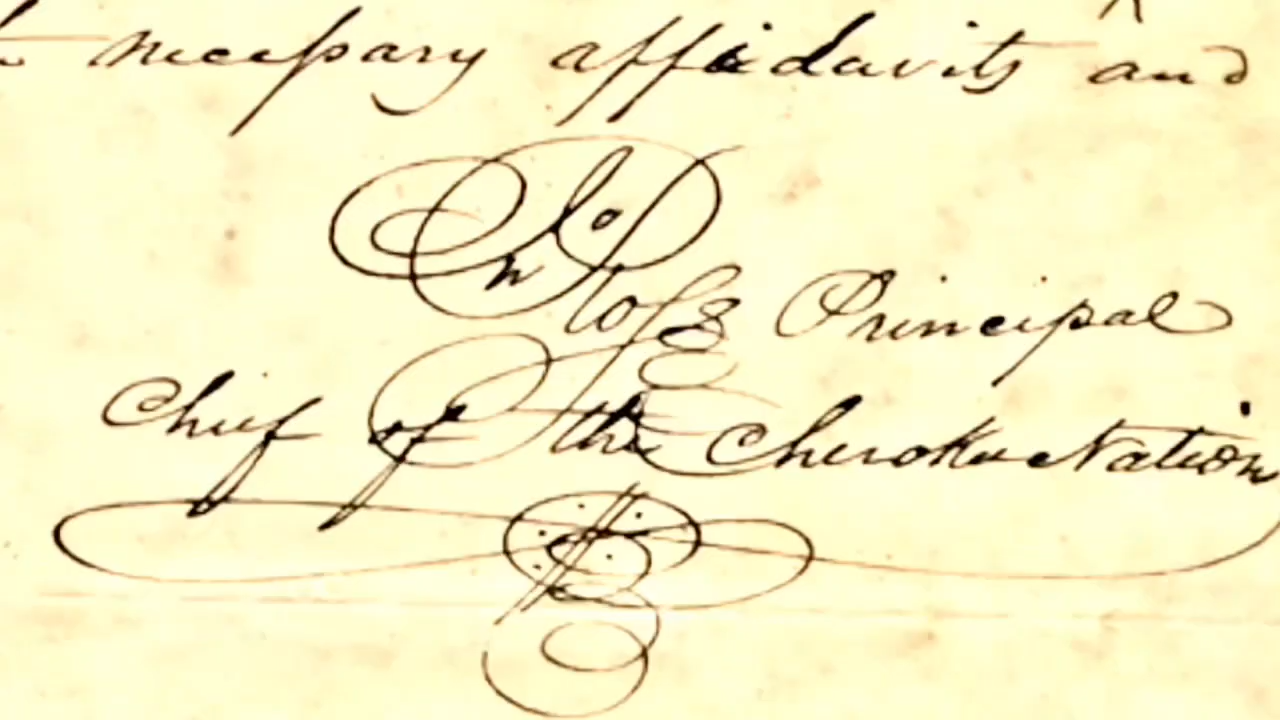 necessary affidavits and
Jno Ross Principal
Chief of the Cherokee Nation